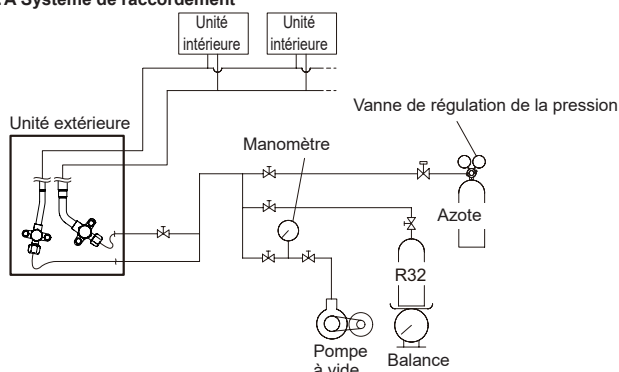 A Système de raccordement
Unité
intérieure
Unité
intérieure
Vanne de régulation de la pression
Unité extérieure
Manomètre
Azote
R32
Pompe
à vide
Balance